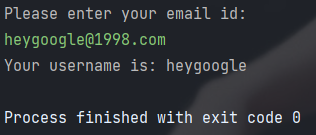 Please enter your email id:
heygoogle@1998.com
Your username is: heygoogle
Process finished with exit code 0